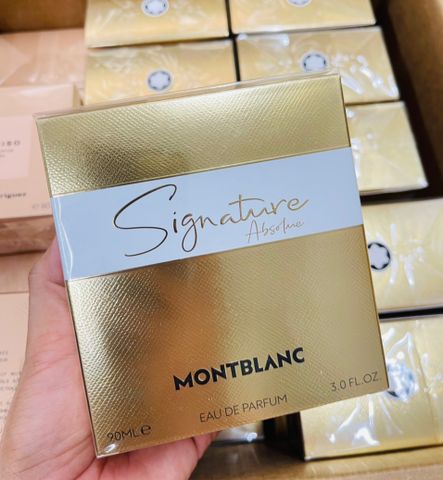 Signature
Absolue
MONTBLANC
EAU DE PARFUM
90ML℮
3.0 FL.OZ.